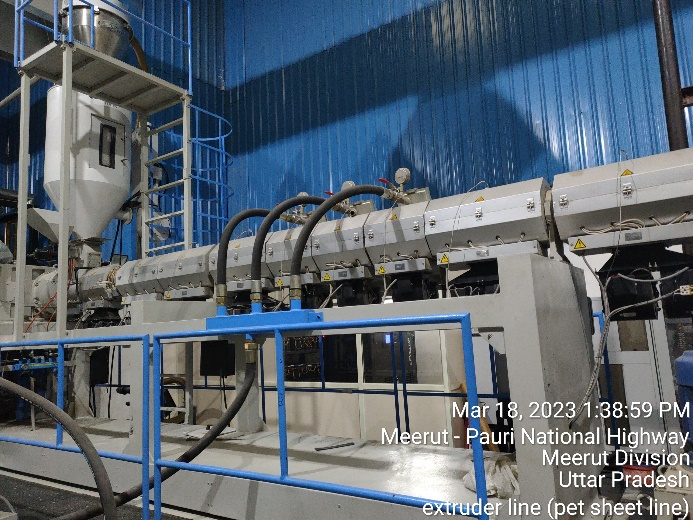 Mar 18, 2023 1:38:59 PM
Meerut - Pauri National Highway
Meerut Division
Uttar Pradesh
extruder line (pet sheet line)